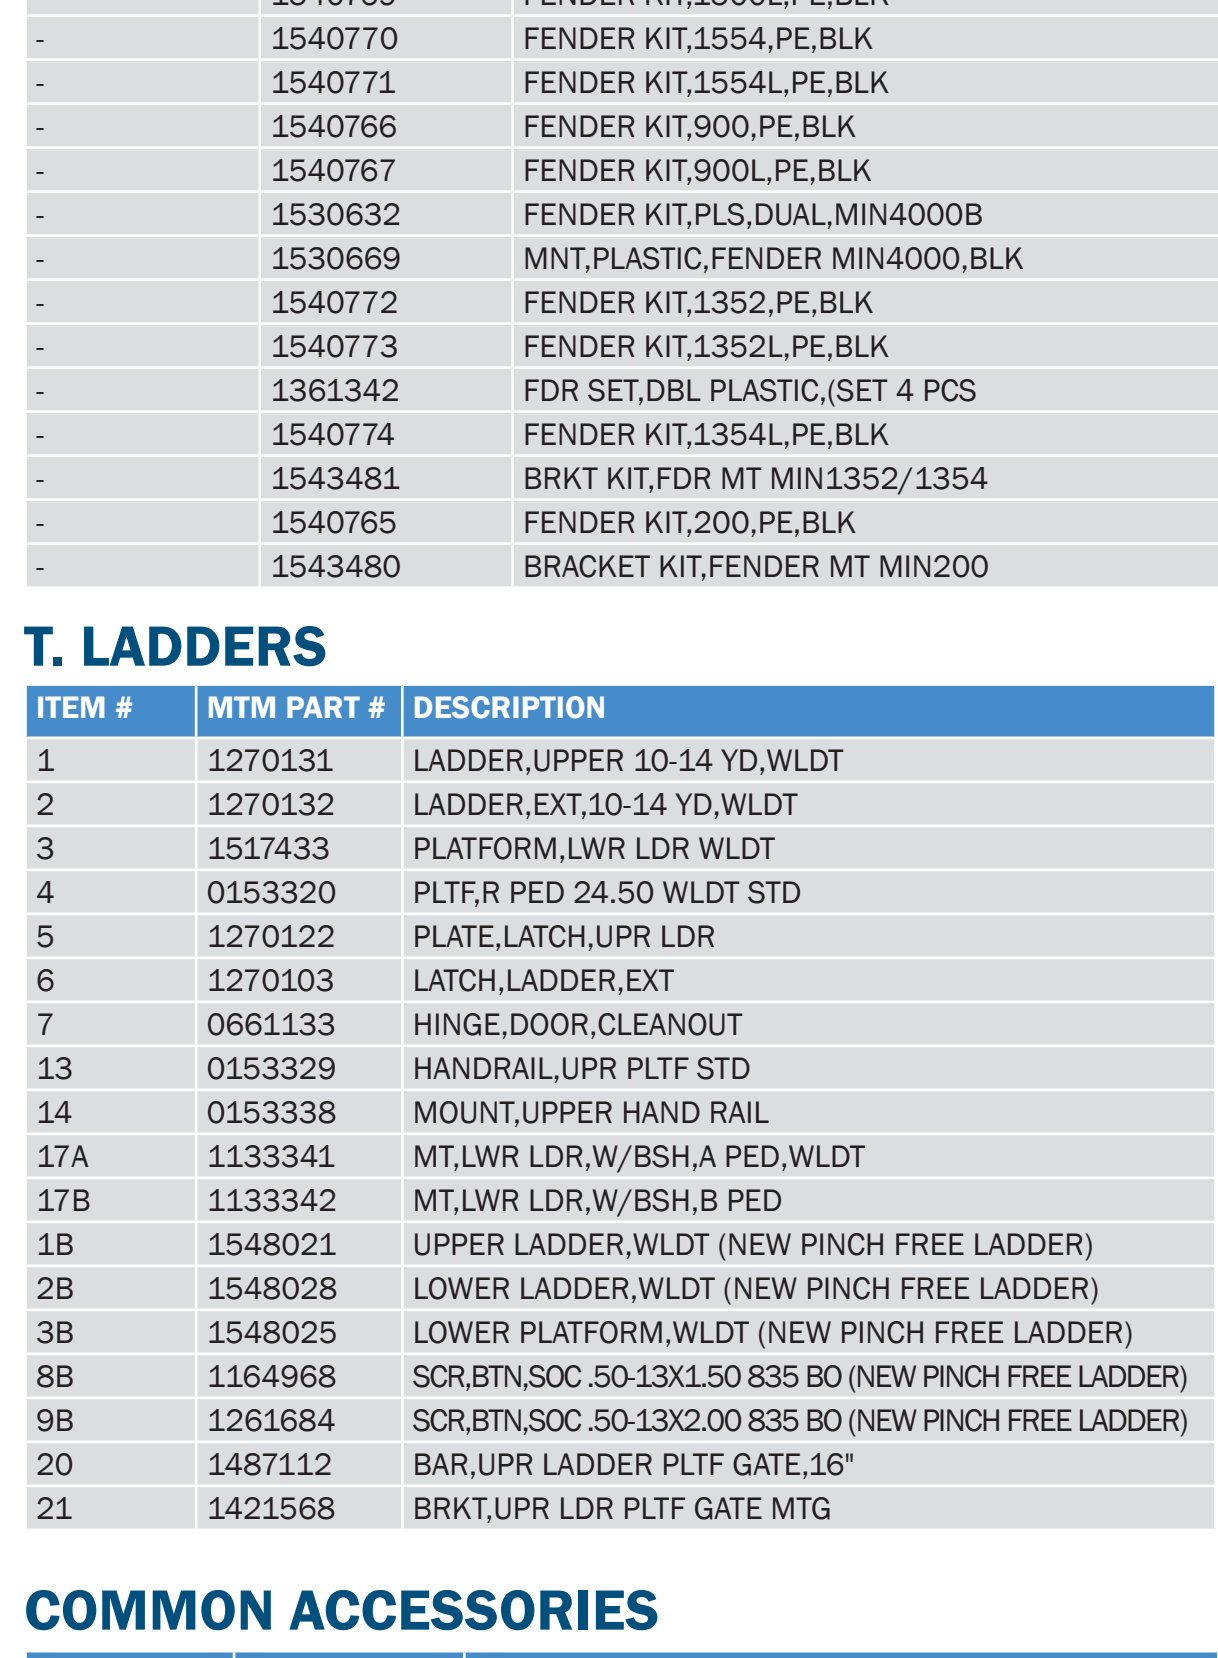 - 1540770 FENDER KIT,1554,PE,BLK
- 1540771 FENDER KIT,1554L,PE,BLK
- 1540766 FENDER KIT,900,PE,BLK
- 1540767 FENDER KIT,900L,PE,BLK
- 1530632 FENDER KIT,PLS,DUAL,MIN4000B
- 1530669 MNT,PLASTIC,FENDER MIN4000,BLK
- 1540772 FENDER KIT,1352,PE,BLK
- 1540773 FENDER KIT,1352L,PE,BLK
- 1361342 FDR SET,DBL PLASTIC,(SET 4 PCS
- 1540774 FENDER KIT,1354L,PE,BLK
- 1543481 BRKT KIT,FDR MT MIN1352/1354
- 1540765 FENDER KIT,200,PE,BLK
- 1543480 BRACKET KIT,FENDER MT MIN200
T. LADDERS
ITEM # MTM PART # DESCRIPTION
1 1270131 LADDER,UPPER 10-14 YD,WLDT
2 1270132 LADDER,EXT,10-14 YD,WLDT
3 1517433 PLATFORM,LWR LDR WLDT
4 0153320 PLTF,R PED 24.50 WLDT STD
5 1270122 PLATE,LATCH,UPR LDR
6 1270103 LATCH,LADDER,EXT
7 0661133 HINGE,DOOR,CLEANOUT
13 0153329 HANDRAIL,UPR PLTF STD
14 0153338 MOUNT,UPPER HAND RAIL
17A 1133341 MT,LWR LDR,W/BSH,A PED,WLDT
17B 1133342 MT,LWR LDR,W/BSH,B PED
1B 1548021 UPPER LADDER,WLDT (NEW PINCH FREE LADDER)
2B 1548028 LOWER LADDER,WLDT (NEW PINCH FREE LADDER)
3B 1548025 LOWER PLATFORM,WLDT (NEW PINCH FREE LADDER)
8B 1164968 SCR,BTN,SOC .50-13X1.50 835 BO (NEW PINCH FREE LADDER)
9B 1261684 SCR,BTN,SOC .50-13X2.00 835 BO (NEW PINCH FREE LADDER)
20 1487112 BAR,UPR LADDER PLTF GATE,16"
21 1421568 BRKT,UPR LDR PLTF GATE MTG
COMMON ACCESSORIES